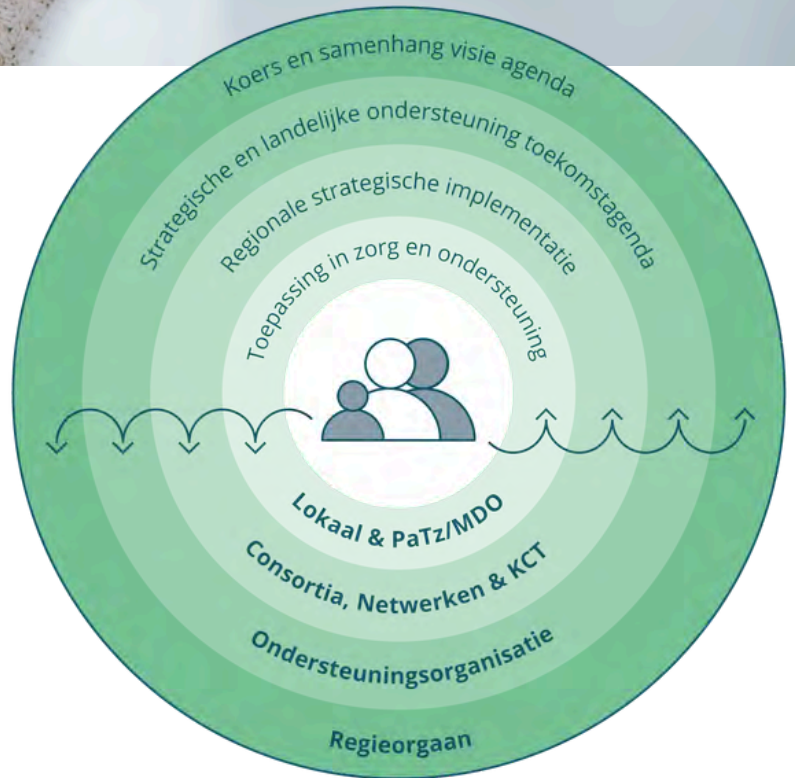 Koers en samenhang visie agenda
Strategische en landelijke ondersteuning toekomstagenda
Regionale strategische implementatie
Toepassing in zorg en ondersteuning
Lokaal & PaTz/MDO
Consortia, Netwerken & KCT
Ondersteuningsorganisatie
Regieorgaan